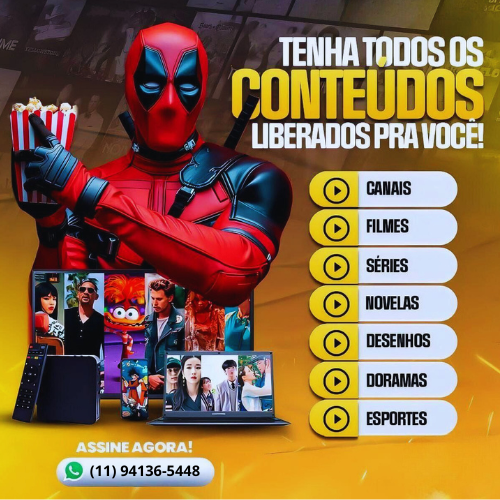 TENHA TODOS OS
CONTEÚDOS
LIBERADOS PRA VOCÊ!
CANAIS
FILMES
SÉRIES
NOVELAS
DESENHOS
DORAMAS
ESPORTES
ASSINE AGORA!
(11) 94136-5448